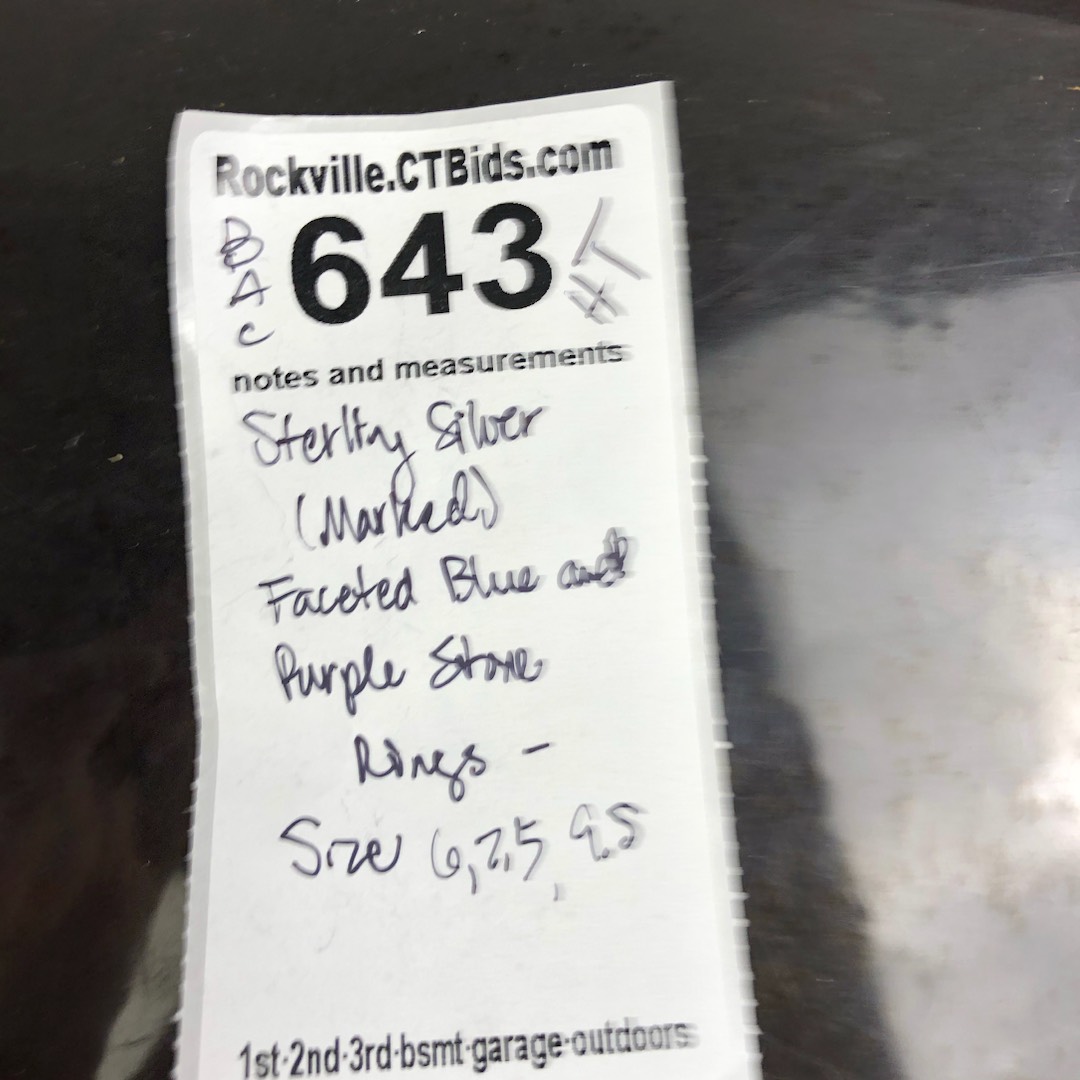 Rockville.CTBids.com
B
A
C
643
notes and measurements
Sterling Silver
(Marked)
Faceted Blue and
Purple Stone
Rings -
Size 6, 7.5, 9.5
1st-2nd-3rd-bsmt-garage-outdoors